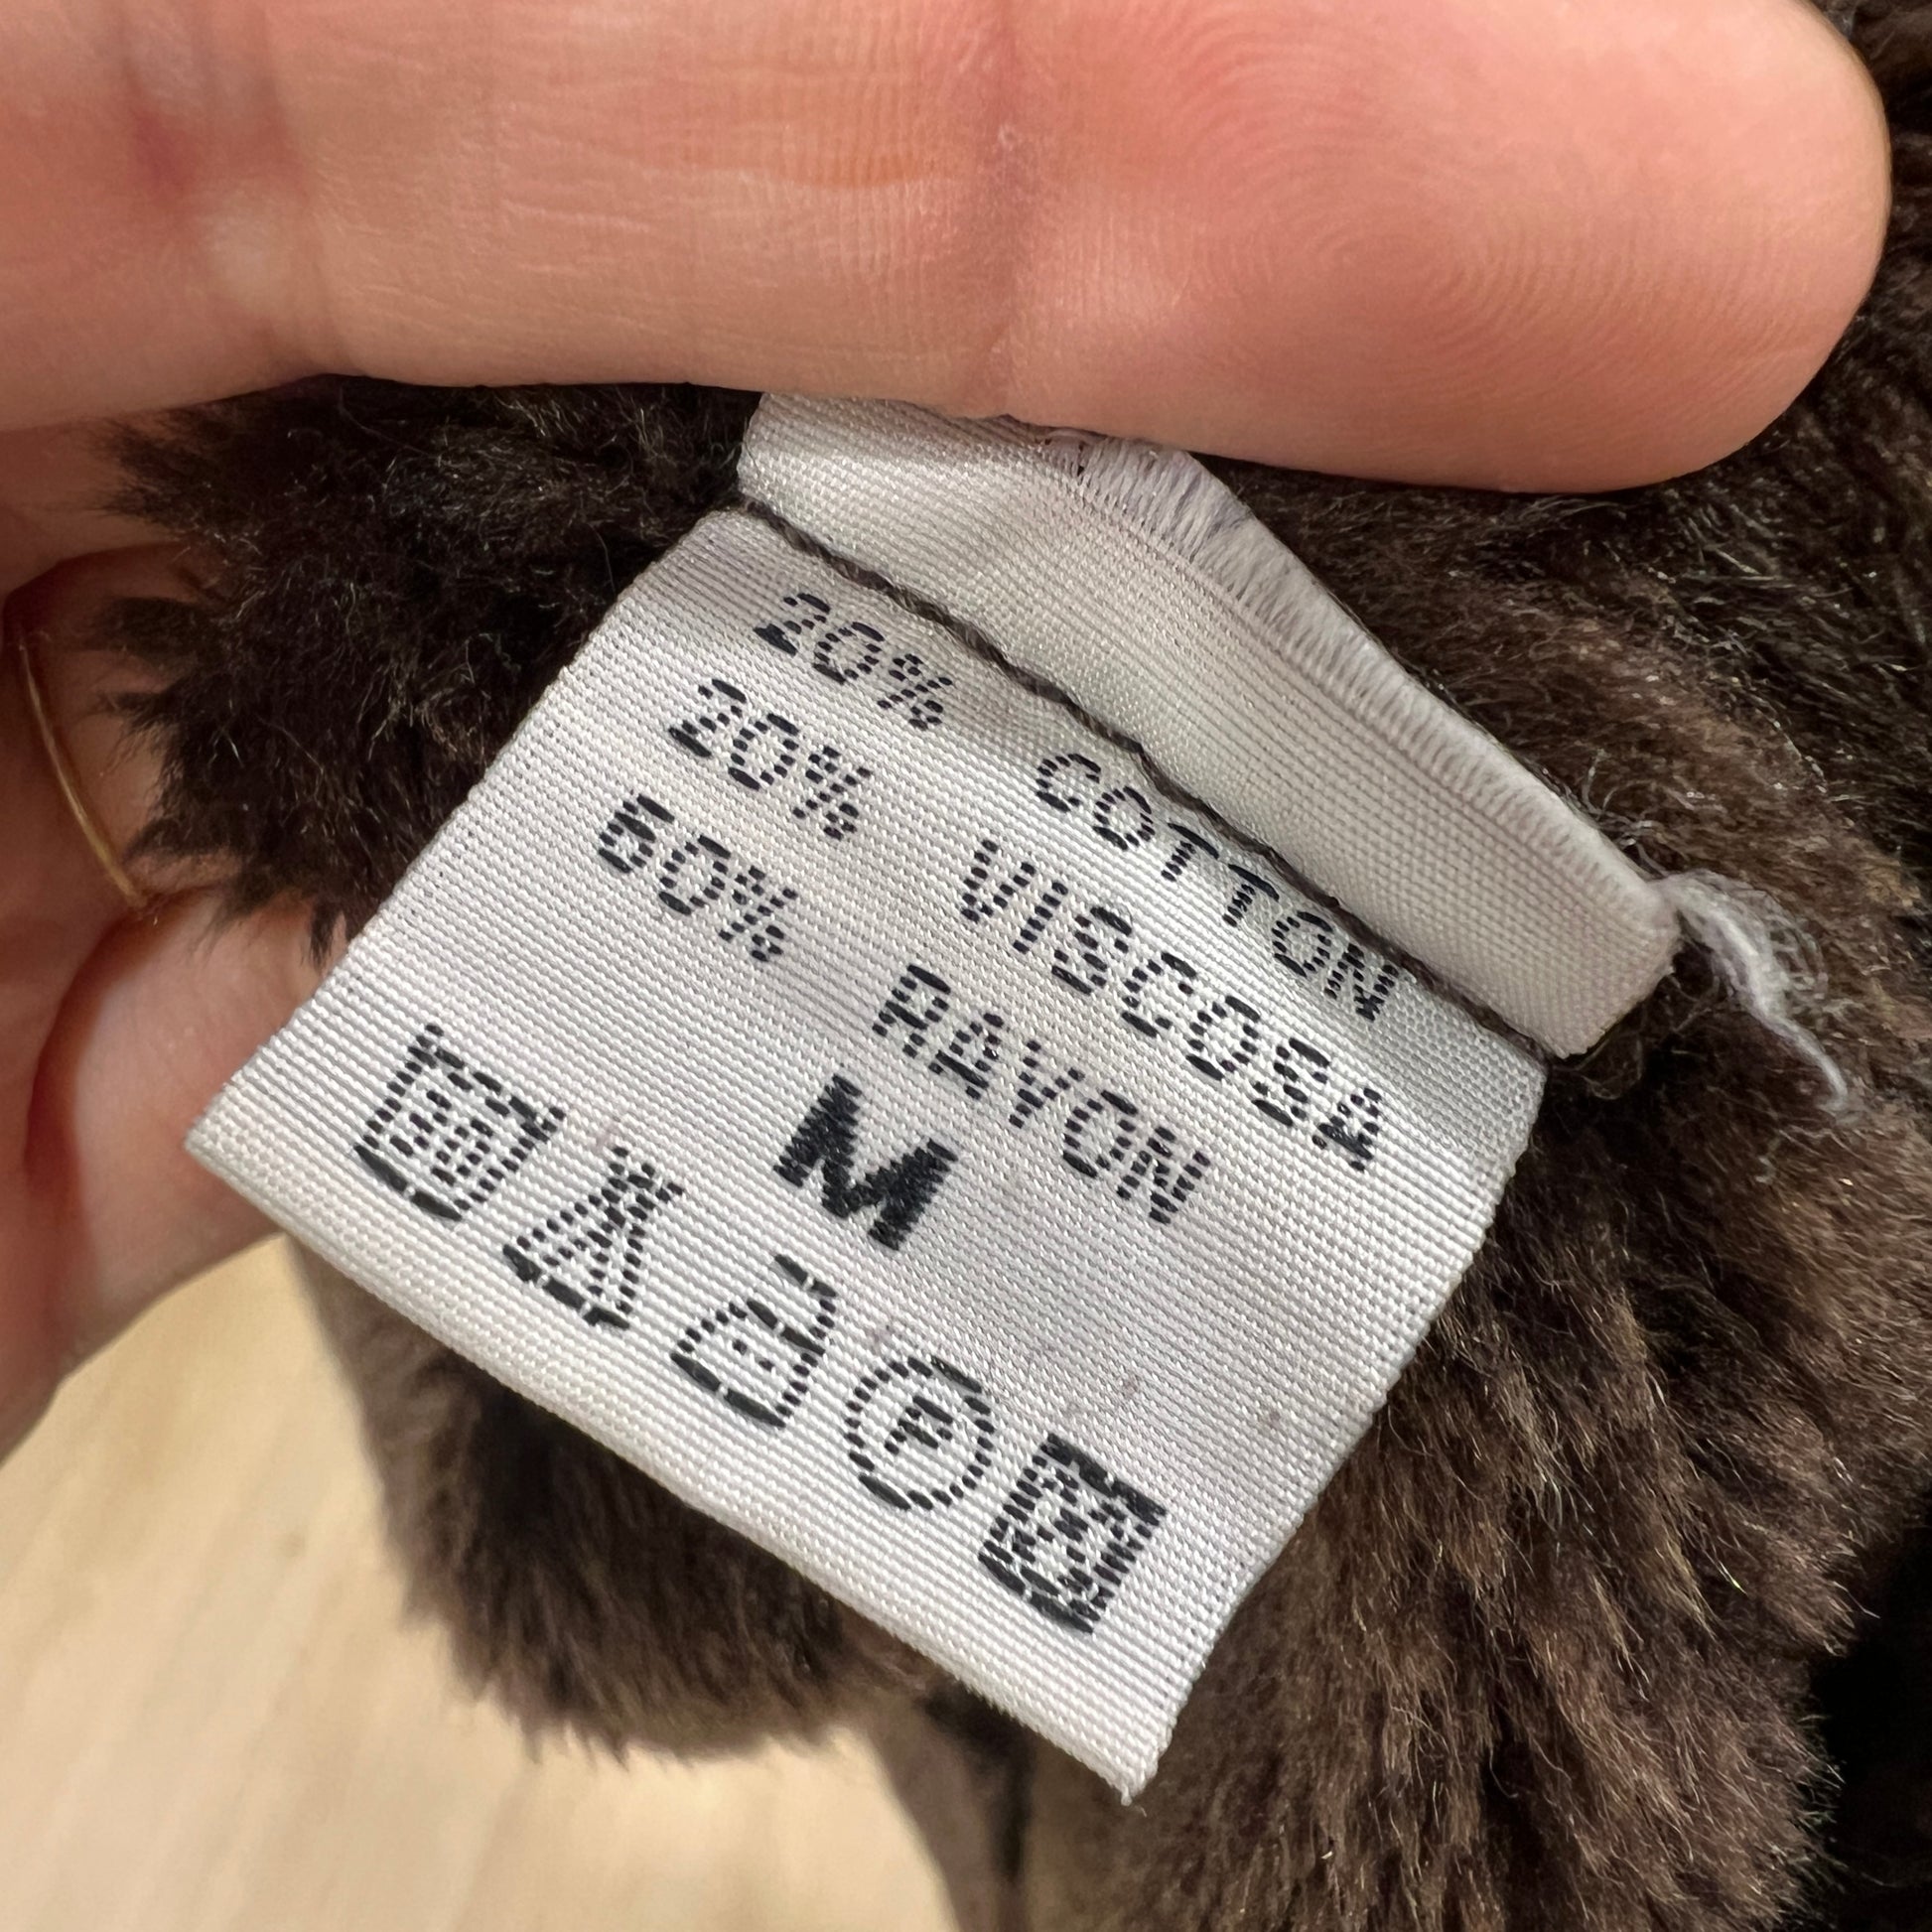 20% COTTON
20% VISCOSA
60% RAYON
M